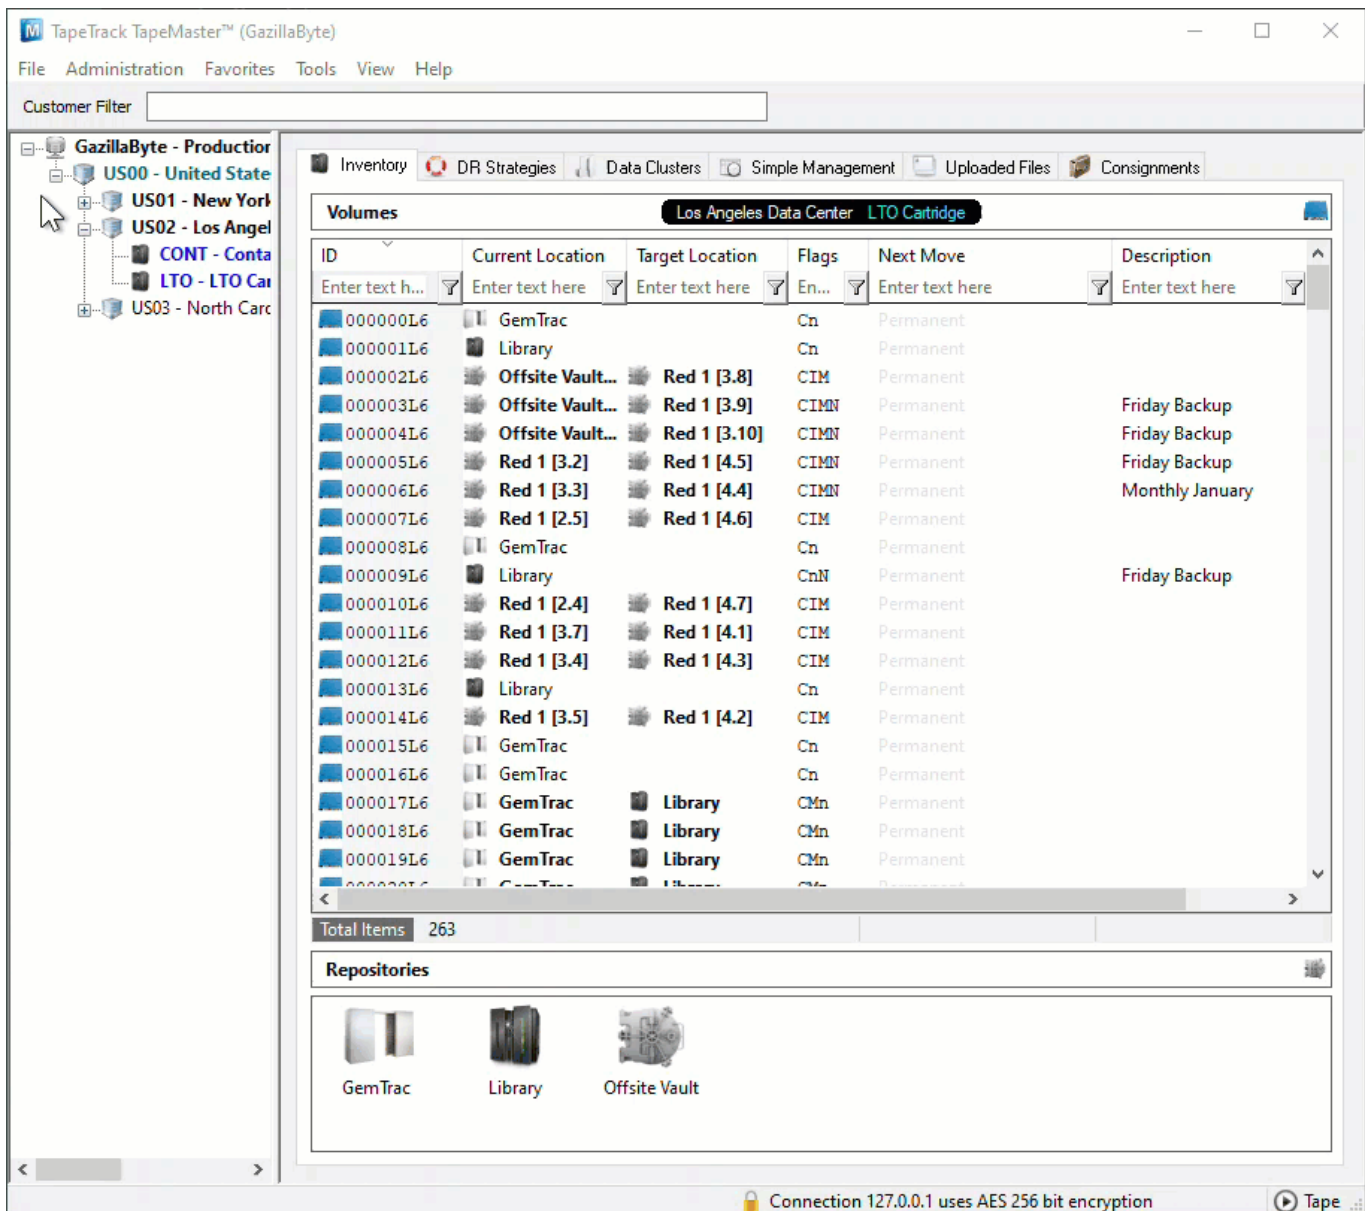 TapeTrack TapeMaster™ (GazillaByte)
File Administration Favorites Tools View Help
Customer Filter
GazillaByte - Production
US00 - United State
US01 - New York
US02 - Los Angel
CONT - Conta
LTO - LTO Car
US03 - North Carc
Inventory DR Strategies Data Clusters Simple Management Uploaded Files Consignments
Volumes Los Angeles Data Center LTO Cartridge
ID Current Location Target Location Flags Next Move Description
Enter text h... Enter text here Enter text here En... Enter text here Enter text here
000000L6 GemTrac Cn Permanent
000001L6 Library Cn Permanent
000002L6 Offsite Vault... Red 1 [3.8] CIM Permanent
000003L6 Offsite Vault... Red 1 [3.9] CIMN Permanent Friday Backup
000004L6 Offsite Vault... Red 1 [3.10] CIMN Permanent Friday Backup
000005L6 Red 1 [3.2] Red 1 [4.5] CIMN Permanent Friday Backup
000006L6 Red 1 [3.3] Red 1 [4.4] CIMN Permanent Monthly January
000007L6 Red 1 [2.5] Red 1 [4.6] CIM Permanent
000008L6 GemTrac Cn Permanent
000009L6 Library CnN Permanent Friday Backup
000010L6 Red 1 [2.4] Red 1 [4.7] CIM Permanent
000011L6 Red 1 [3.7] Red 1 [4.1] CIM Permanent
000012L6 Red 1 [3.4] Red 1 [4.3] CIM Permanent
000013L6 Library Cn Permanent
000014L6 Red 1 [3.5] Red 1 [4.2] CIM Permanent
000015L6 GemTrac Cn Permanent
000016L6 GemTrac Cn Permanent
000017L6 GemTrac Library CMn Permanent
000018L6 GemTrac Library CMn Permanent
000019L6 GemTrac Library CMn Permanent
Total Items 263
Repositories
GemTrac Library Offsite Vault
Connection 127.0.0.1 uses AES 256 bit encryption Tape